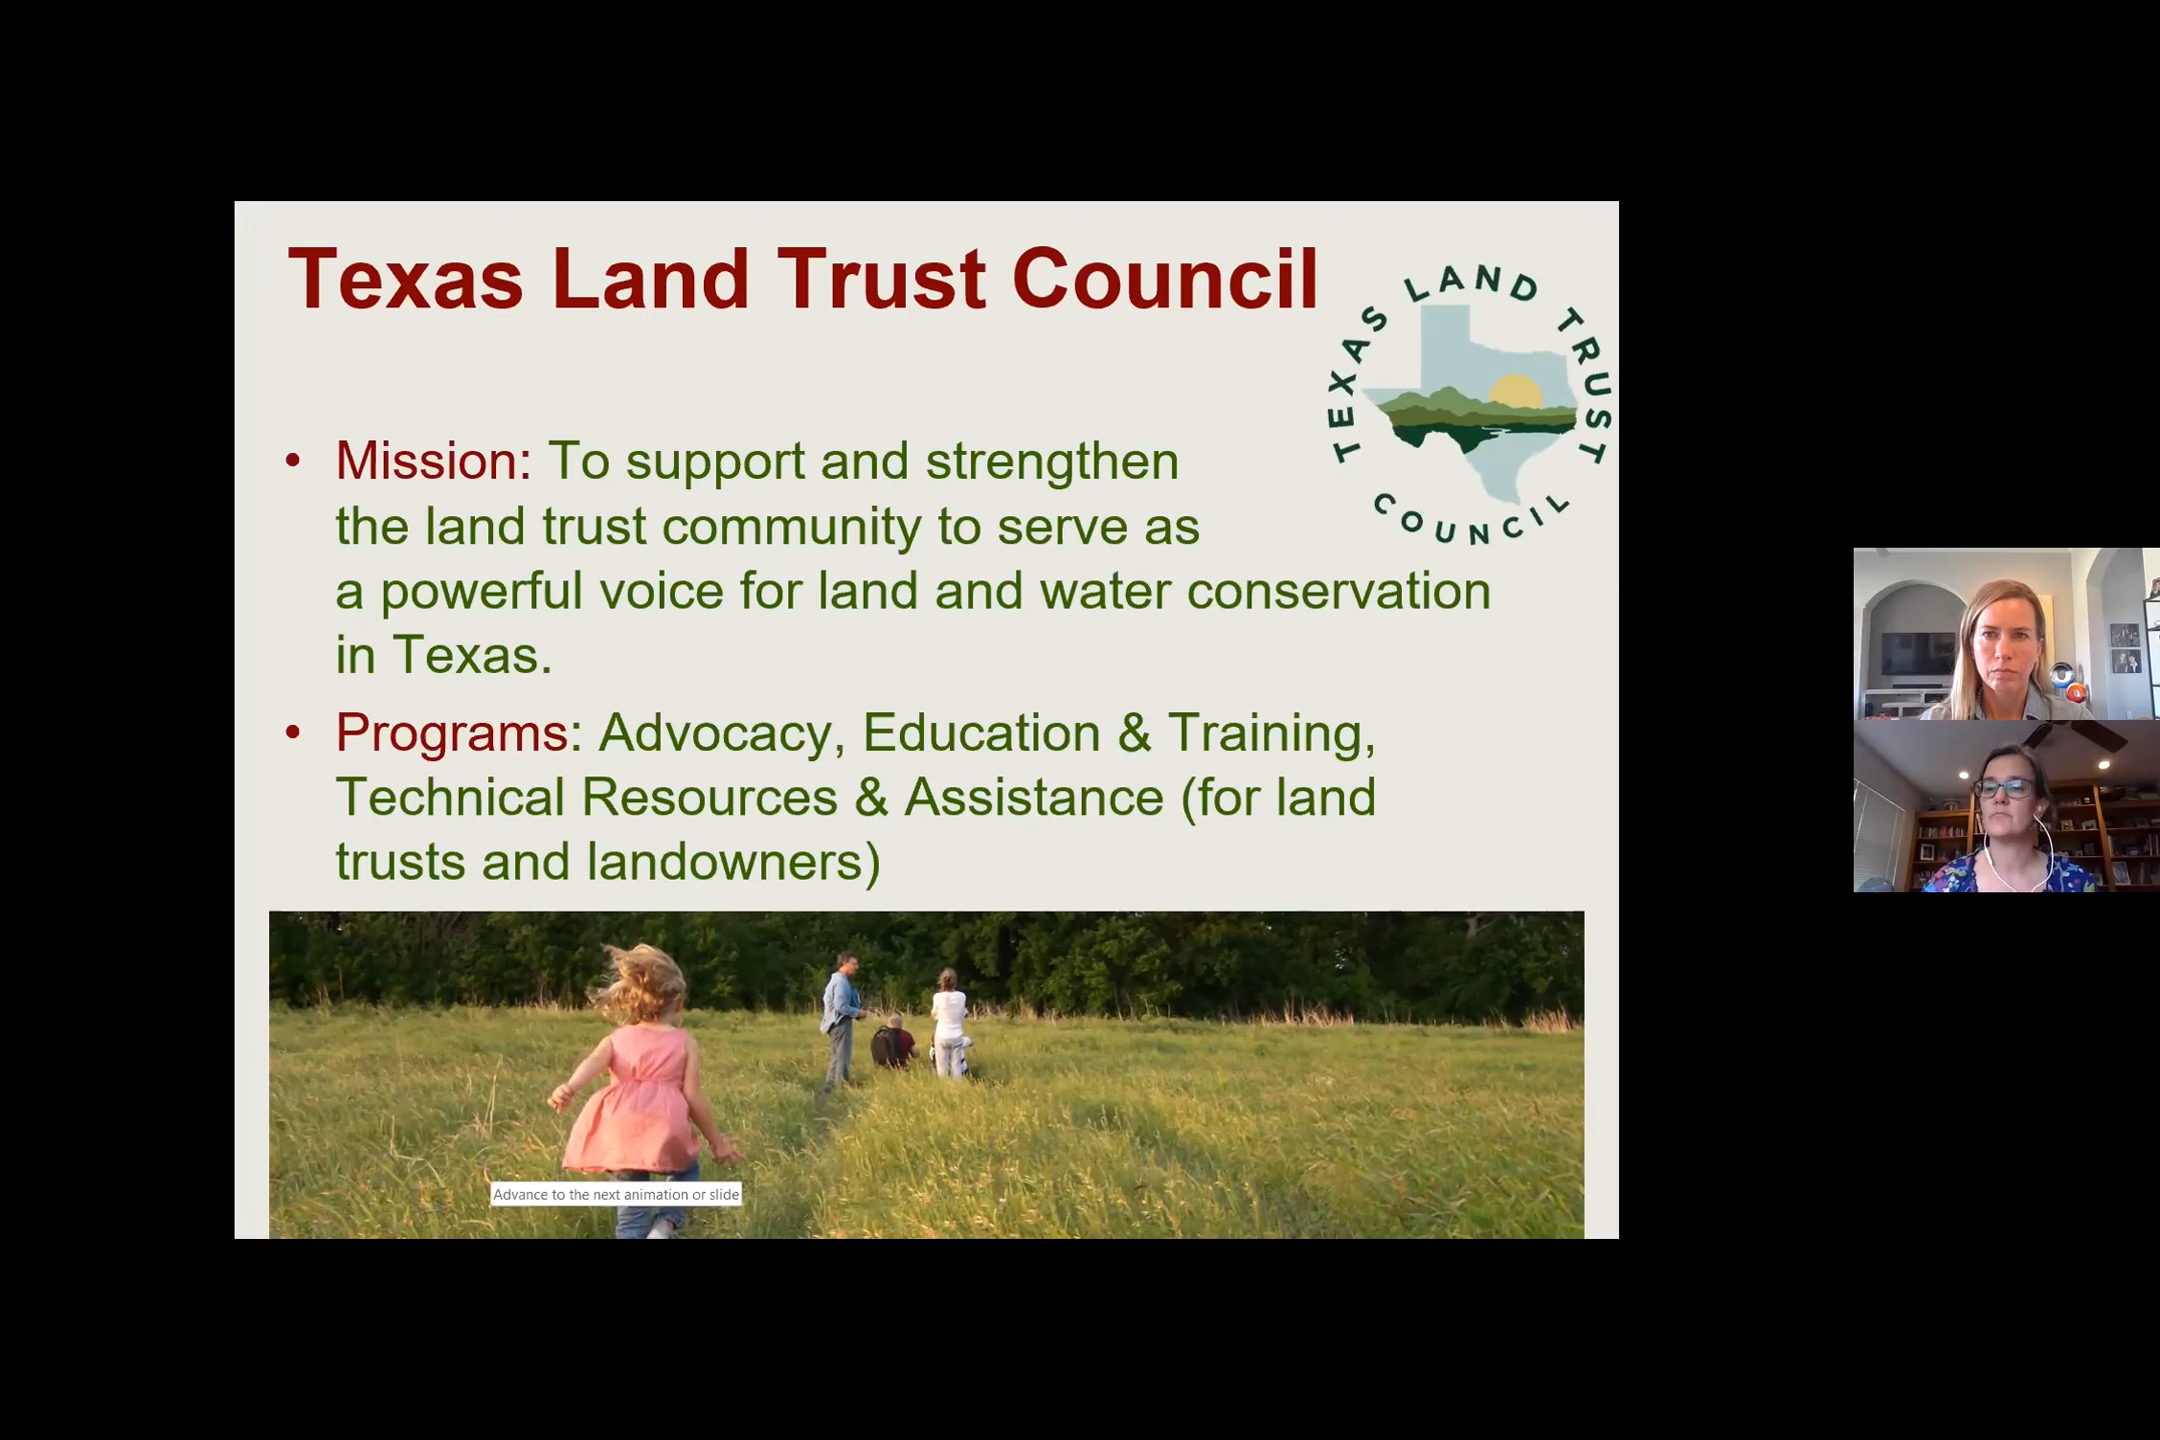 Texas Land Trust Council
TEXAS LAND TRUST
COUNCIL
• Mission: To support and strengthen
the land trust community to serve as
a powerful voice for land and water conservation
in Texas.
• Programs: Advocacy, Education & Training,
Technical Resources & Assistance (for land
trusts and landowners)
Advance to the next animation or slide